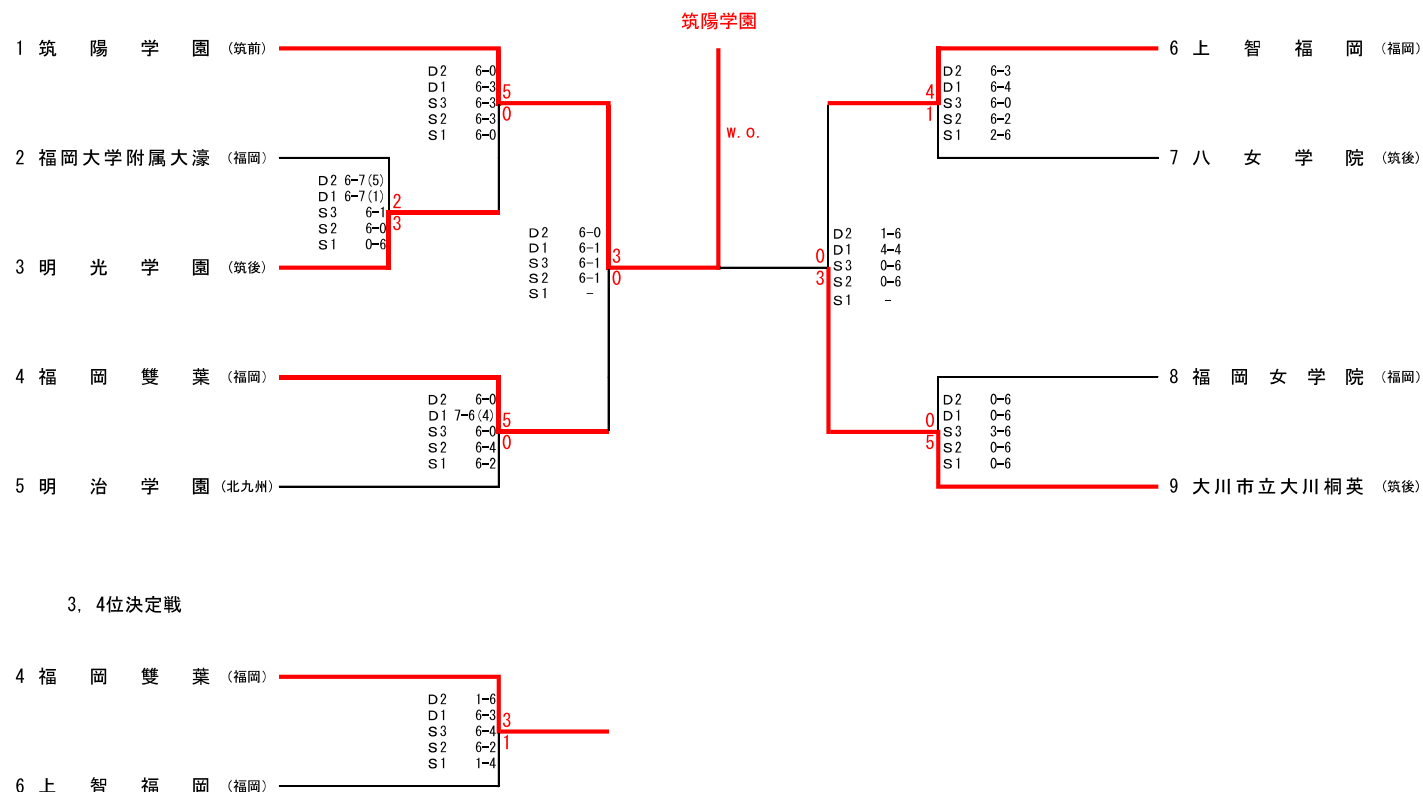 筑陽学園
1 筑陽学園 (筑前)
D2 6-0
D1 6-3
S3 6-3
S2 6-3
S1 6-0
5
0
2 福岡大学附属大濠 (福岡)
D2 6-7(5)
D1 6-7(1)
S3 6-1
S2 6-0
S1 0-6
2
3
3 明光学園 (筑後)
D2 6-0
D1 6-1
S3 6-1
S2 6-1
S1 -
3
0
4 福岡雙葉 (福岡)
D2 6-0
D1 7-6(4)
S3 6-0
S2 6-4
S1 6-2
5
0
5 明治学園 (北九州)
W.O.
6 上智福岡 (福岡)
D2 6-3
D1 6-4
S3 6-0
S2 6-2
S1 2-6
4
1
7 八女学院 (筑後)
D2 1-6
D1 4-4
S3 0-6
S2 0-6
S1 -
0
3
8 福岡女学院 (福岡)
D2 0-6
D1 0-6
S3 3-6
S2 0-6
S1 0-6
0
5
9 大川市立大川桐英 (筑後)
3, 4位決定戦
4 福岡雙葉 (福岡)
D2 1-6
D1 6-3
S3 6-4
S2 6-2
S1 1-4
3
1
6 上智福岡 (福岡)